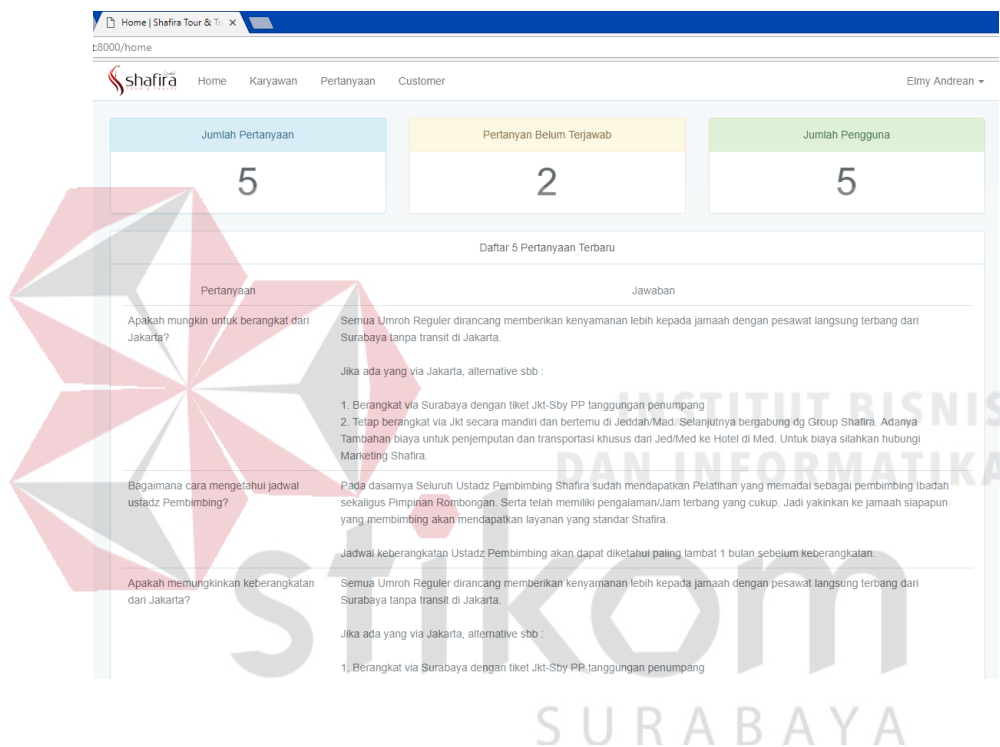 Home | Shafira Tour & Tr
:8000/home
shafira
TOUR & TRAVEL
Home Karyawan Pertanyaan Customer
Elmy Andrean
Jumlah Pertanyaan
5
Pertanyan Belum Terjawab
2
Jumlah Pengguna
5
Daftar 5 Pertanyaan Terbaru
Pertanyaan
Jawaban
Apakah mungkin untuk berangkat dari
Jakarta?
Semua Umroh Reguler dirancang memberikan kenyamanan lebih kepada jamaah dengan pesawat langsung terbang dari
Surabaya tanpa transit di Jakarta.
Jika ada yang via Jakarta, alternative sbb :
1. Berangkat via Surabaya dengan tiket Jkt-Sby PP tanggungan penumpang
2. Tetap berangkat via Jkt secara mandiri dan bertemu di Jeddah/Mad. Selanjutnya bergabung dg Group Shafira. Adanya
Tambahan biaya untuk penjemputan dan transportasi khusus dari Jed/Med ke Hotel di Med. Untuk biaya silahkan hubungi
Marketing Shafira.
Bagaimana cara mengetahui jadwal
ustadz Pembimbing?
Pada dasarnya Seluruh Ustadz Pembimbing Shafira sudah mendapatkan Pelatihan yang memadai sebagai pembimbing Ibadah
sekaligus Pimpinan Rombongan. Serta telah memiliki pengalaman/Jam terbang yang cukup. Jadi yakinkan ke jamaah siapapun
yang membimbing akan mendapatkan layanan yang standar Shafira.
Jadwal keberangkatan Ustadz Pembimbing akan dapat diketahui paling lambat 1 bulan sebelum keberangkatan.
Apakah memungkinkan keberangkatan
dari Jakarta?
Semua Umroh Reguler dirancang memberikan kenyamanan lebih kepada jamaah dengan pesawat langsung terbang dari
Surabaya tanpa transit di Jakarta.
Jika ada yang via Jakarta, alternative sbb :
1. Berangkat via Surabaya dengan tiket Jkt-Sby PP tanggungan penumpang
INSTITUT BISNIS
DAN INFORMATIKA
stikom
SURABAYA